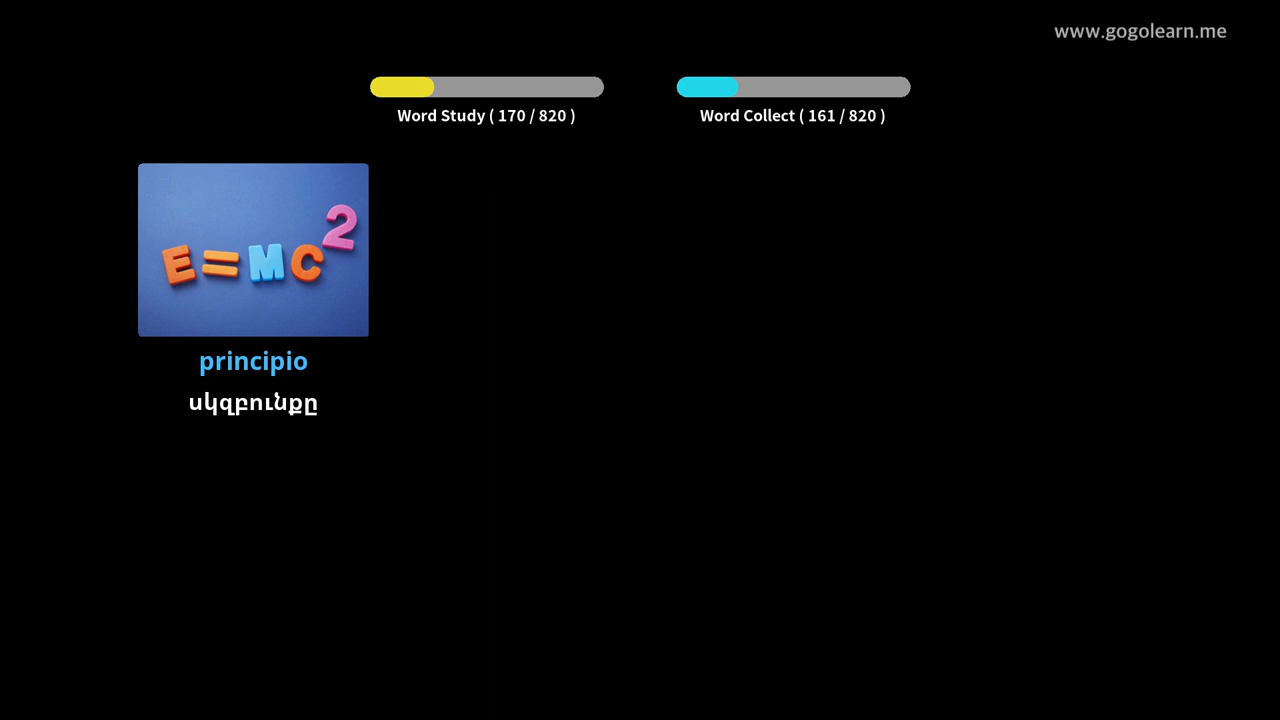 www.gogolearn.me
Word Study ( 170 / 820 )
Word Collect ( 161 / 820 )
E=MC2
principio
սկզբունքը